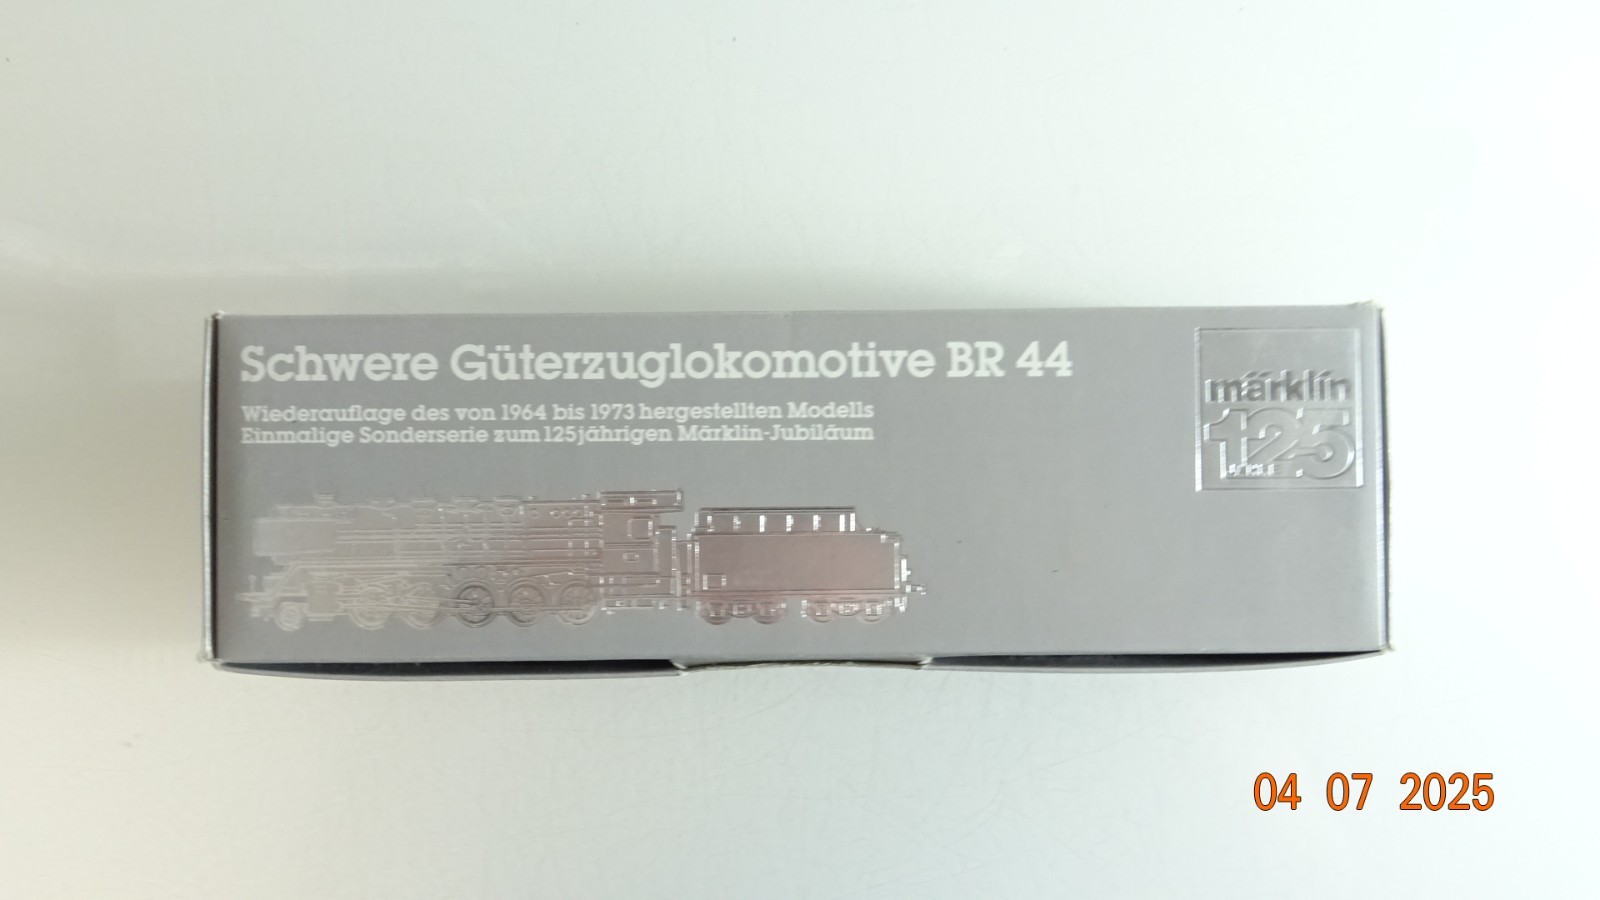 Schwere Güterzuglokomotive BR 44
Wiederauflage des von 1964 bis 1973 hergestellten Modells
Einmalige Sonderserie zum 125jährigen Märklin-Jubiläum
märklin
125
04 07 2025